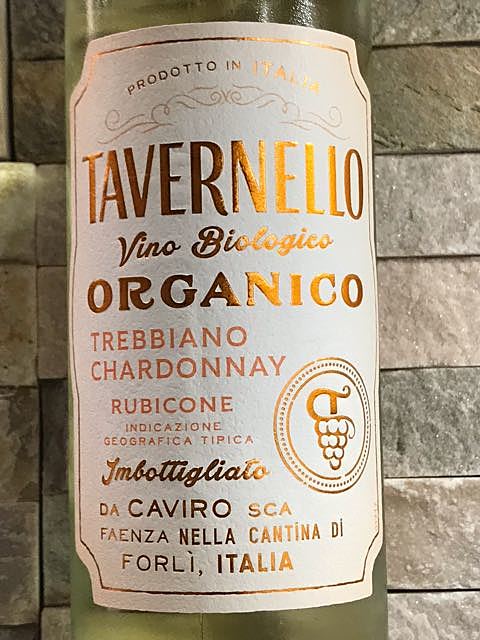 PRODOTTO IN ITALIA
TAVERNELLO
Vino Biologico
ORGANICO
TREBBIANO
CHARDONNAY
RUBICONE
INDICAZIONE
GEOGRAFICA TIPICA
Imbottigliato
DA CAVIRO SCA
FAENZA NELLA CANTINA DI
FORLÌ, ITALIA